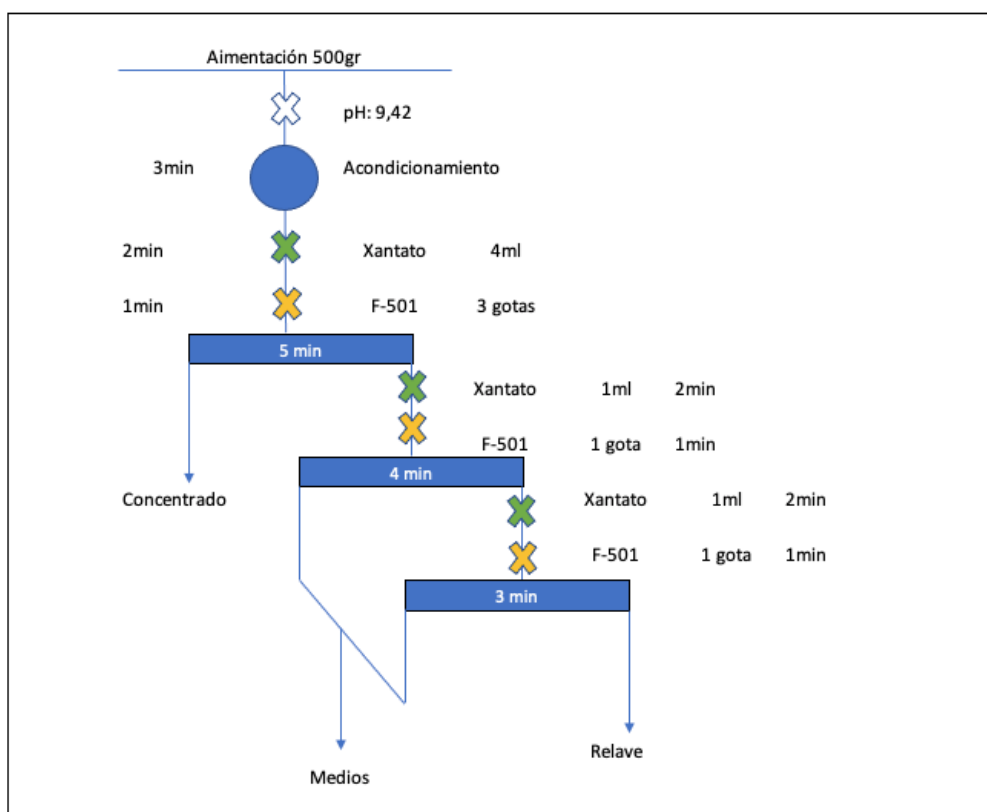 Aimentación 500gr
pH: 9,42
3min Acondicionamiento
2min Xantato 4ml
1min F-501 3 gotas
5 min
Xantato 1ml 2min
F-501 1 gota 1min
4 min
Concentrado Xantato 1ml 2min
F-501 1 gota 1min
3 min
Relave
Medios